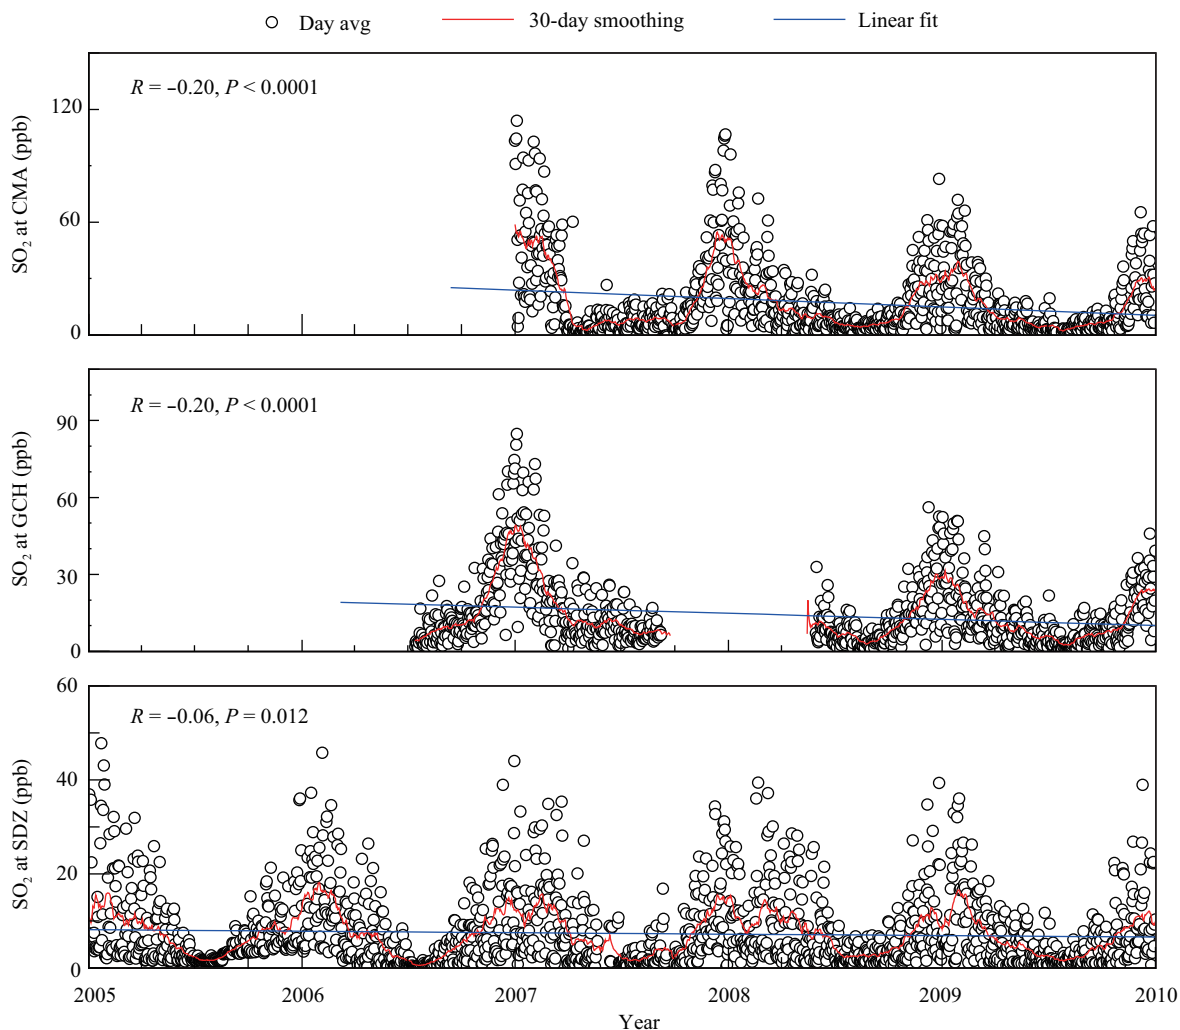 Day avg 30-day smoothing Linear fit
R = −0.20, P < 0.0001
120
60
0
SO₂ at CMA (ppb)
R = −0.20, P < 0.0001
90
60
30
0
SO₂ at GCH (ppb)
R = −0.06, P = 0.012
60
40
20
0
SO₂ at SDZ (ppb)
2005 2006 2007 2008 2009 2010
Year